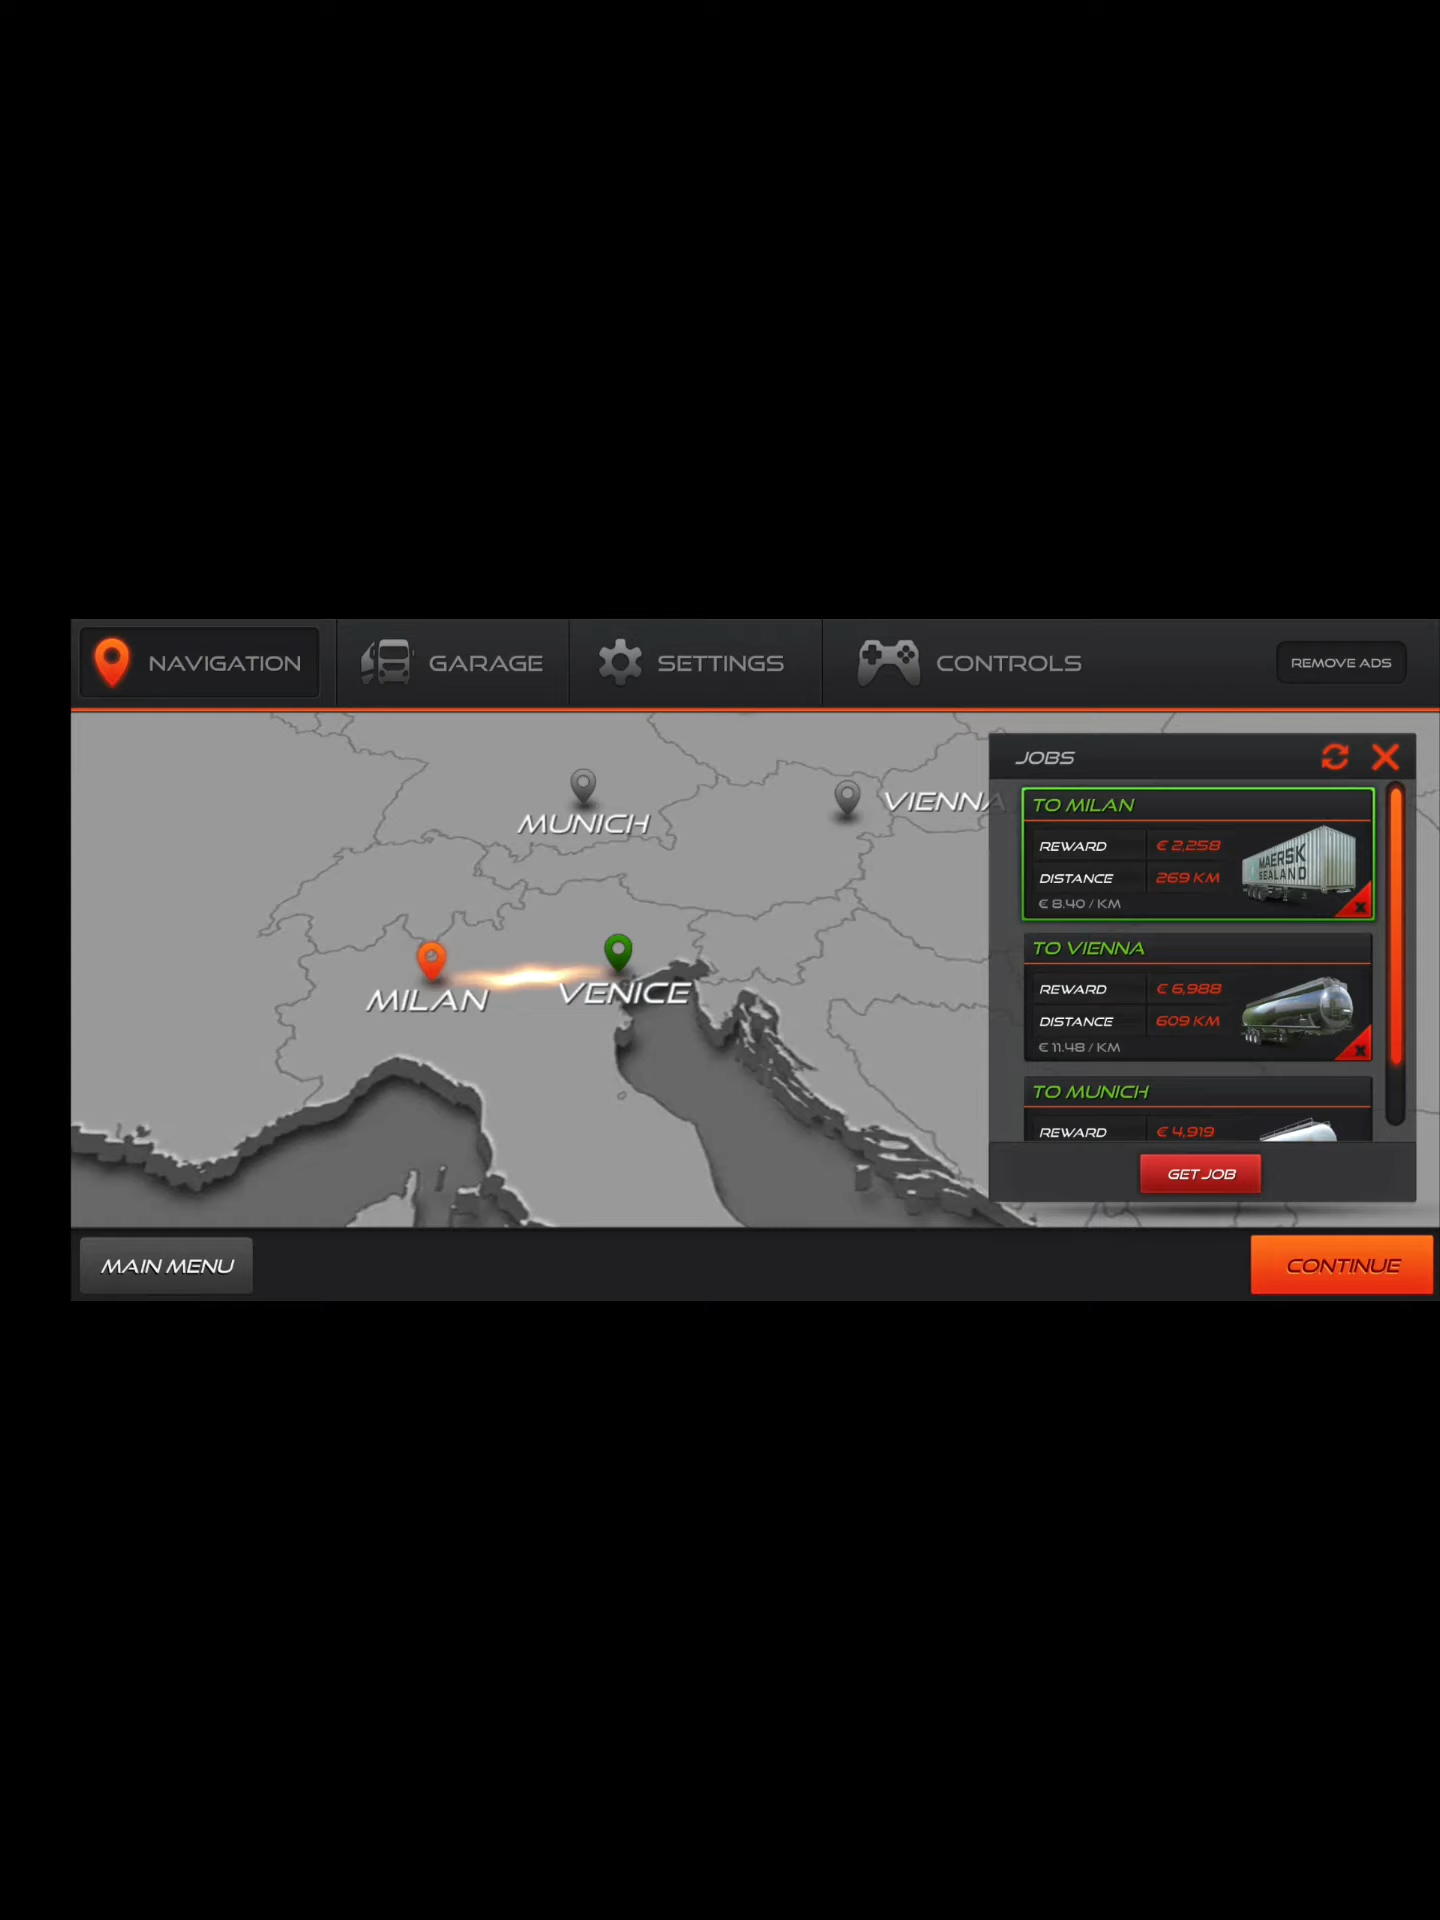 NAVIGATION
GARAGE
SETTINGS
CONTROLS
REMOVE ADS
MUNICH
VIENNA
MILAN
VENICE
JOBS
TO MILAN
REWARD € 2,258
DISTANCE 269 KM
€ 8.40 / KM
MAERSK
SEALAND
TO VIENNA
REWARD € 6,988
DISTANCE 609 KM
€ 11.48 / KM
TO MUNICH
REWARD € 4,919
GET JOB
MAIN MENU
CONTINUE